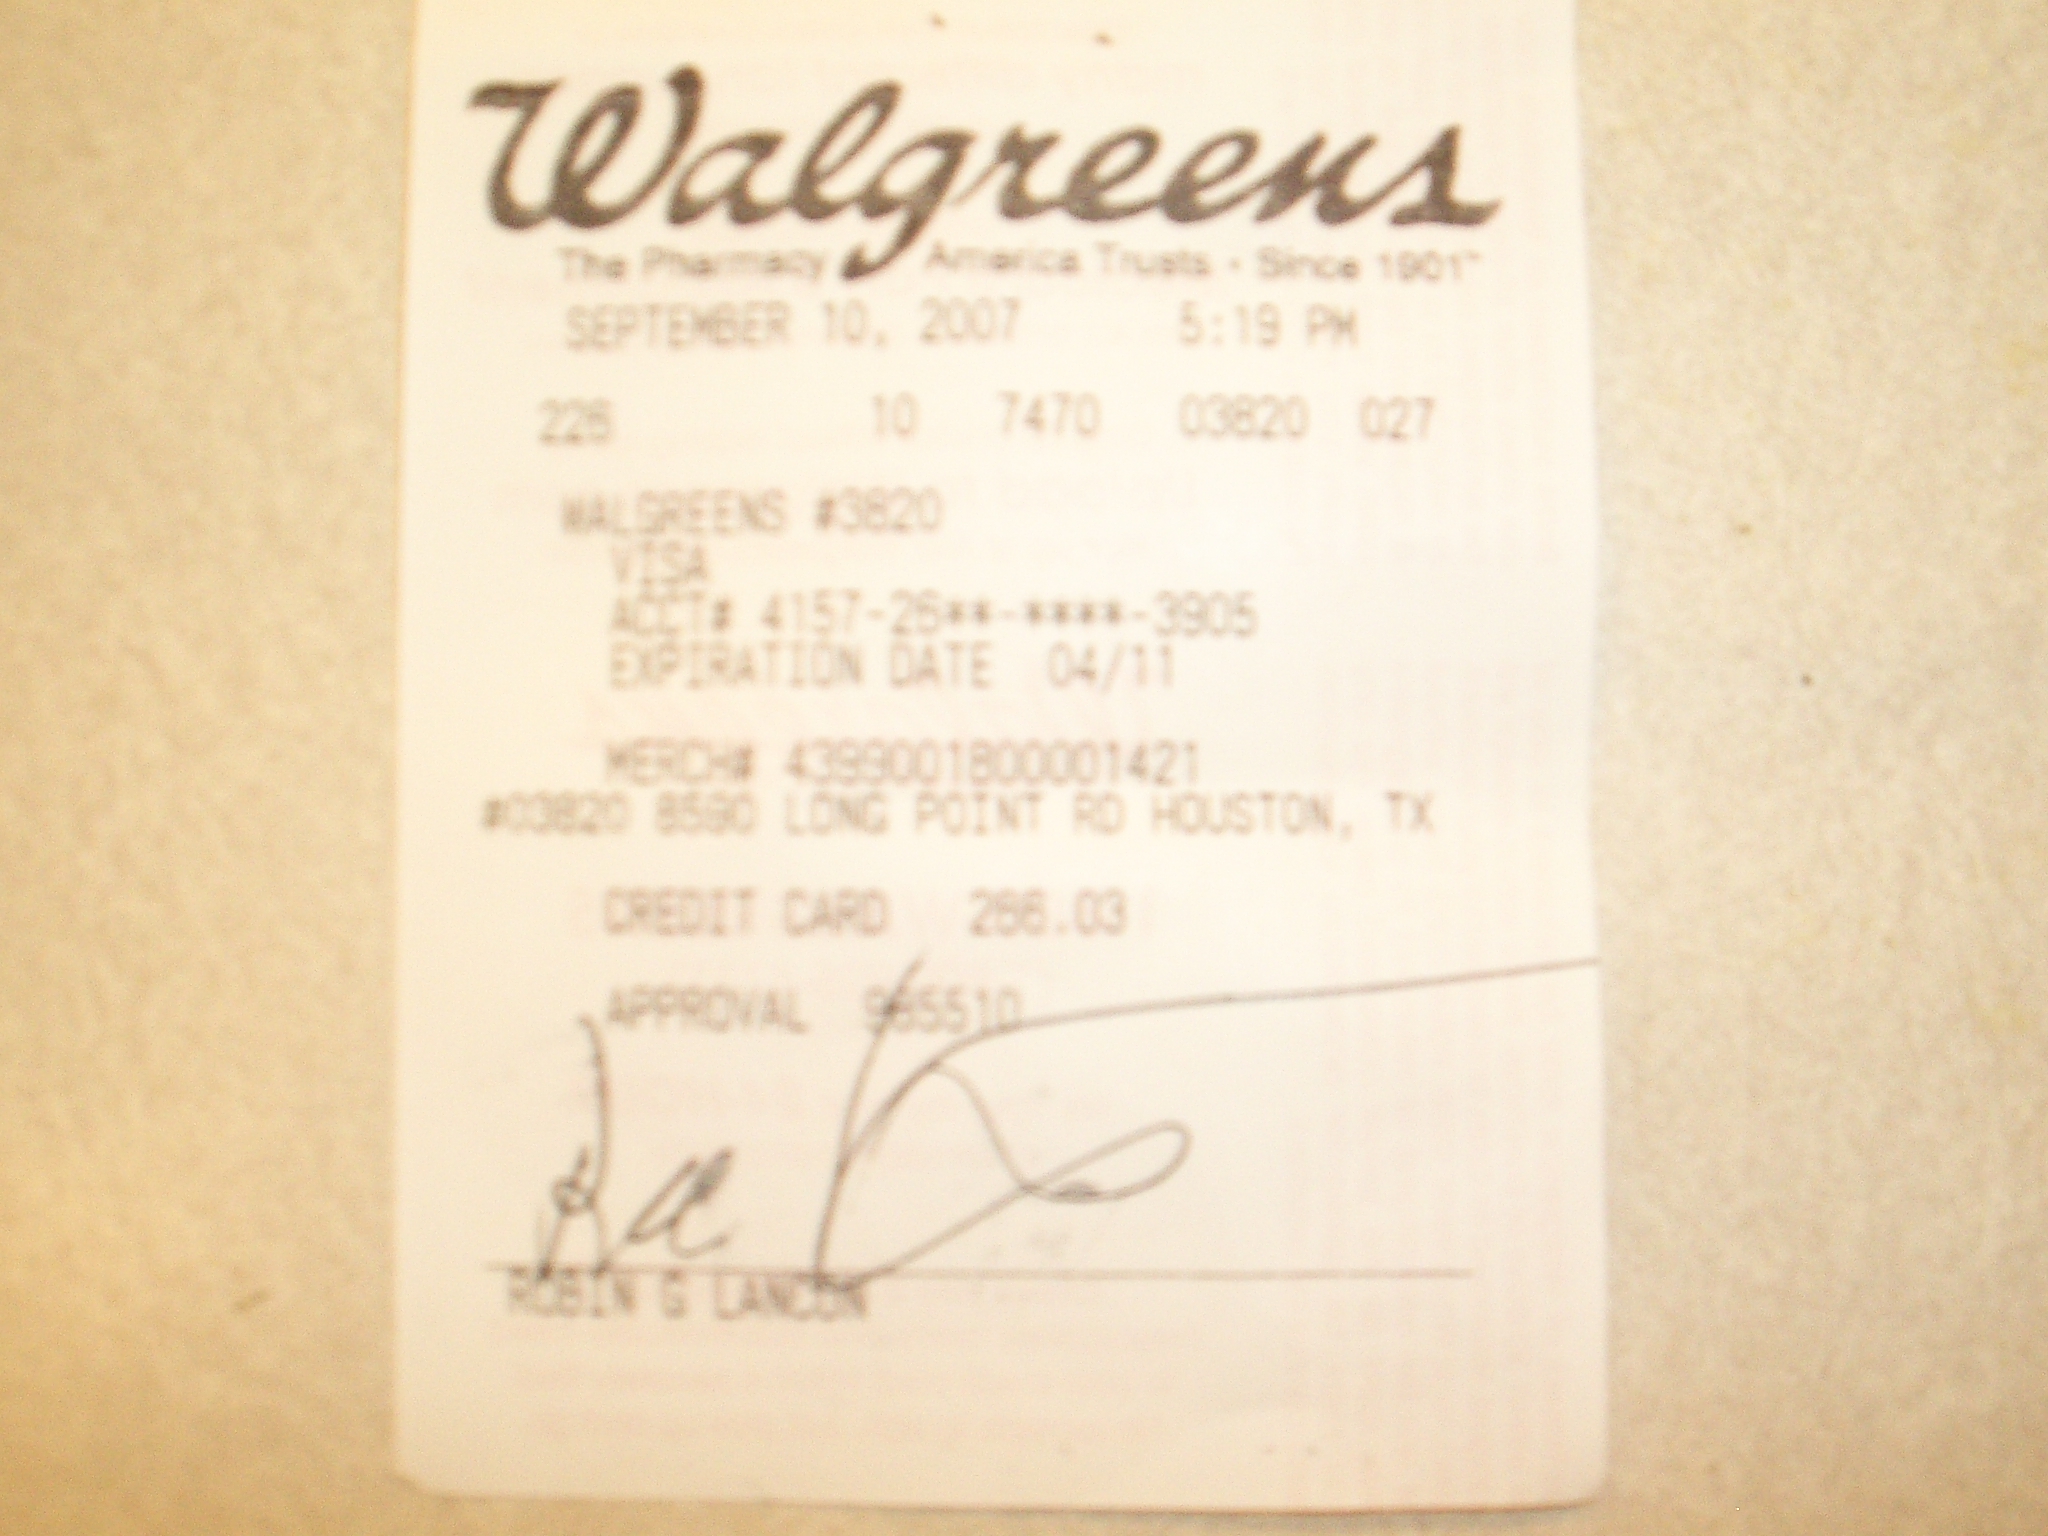 Walgreens
The Pharmacy America Trusts · Since 1901™
SEPTEMBER 10, 2007 5:19 PM
226 10 7470 03820 027
WALGREENS #3820
VISA
ACCT# 4157-26**-****-3905
EXPIRATION DATE 04/11
MERCH# 4399001800001421
#03820 8590 LONG POINT RD HOUSTON, TX
CREDIT CARD 286.03
APPROVAL
ROBIN G LANCON